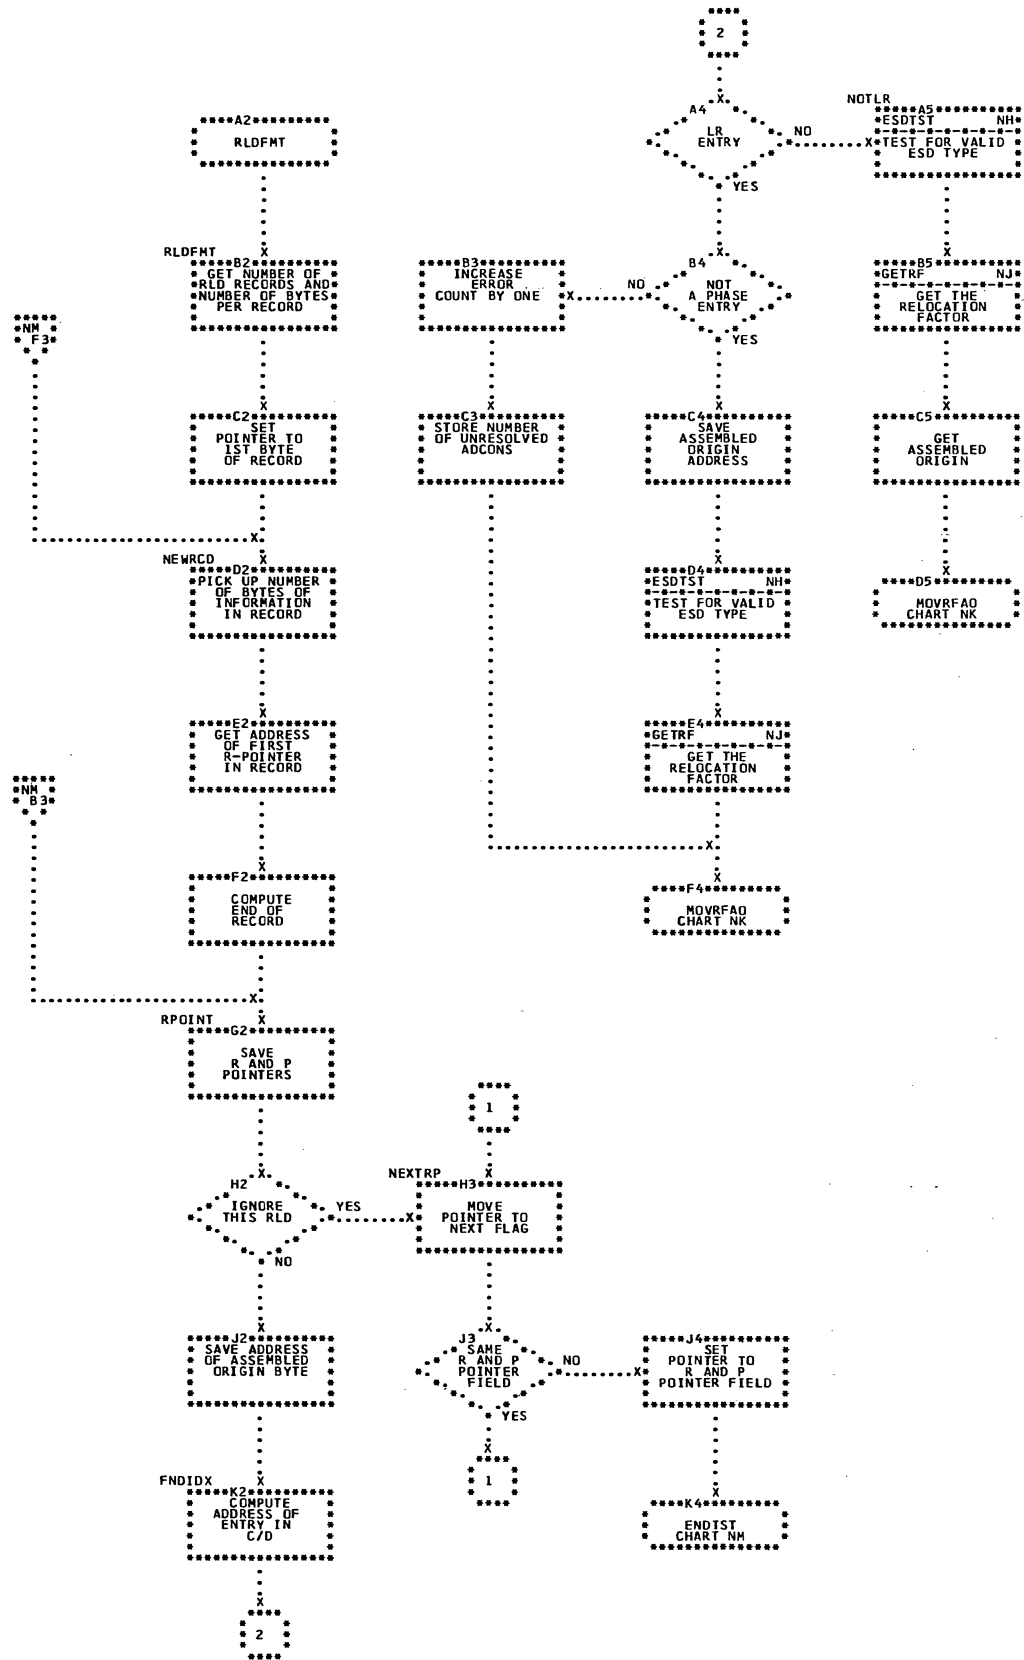 2
A2
RLDFMT
A4
LR
ENTRY
NO
YES
NOTLR
A5
ESDTST NH
TEST FOR VALID
ESD TYPE
RLDFMT
B2
GET NUMBER OF
RLD RECORDS AND
NUMBER OF BYTES
PER RECORD
B3
INCREASE
ERROR
COUNT BY ONE
NO
B4
NOT
A PHASE
ENTRY
YES
B5
GETRF NJ
GET THE
RELOCATION
FACTOR
NM
F3
C2
SET
POINTER TO
1ST BYTE
OF RECORD
C3
STORE NUMBER
OF UNRESOLVED
ADCONS
C4
SAVE
ASSEMBLED
ORIGIN
ADDRESS
C5
GET
ASSEMBLED
ORIGIN
NEWRCD
D2
PICK UP NUMBER
OF BYTES OF
INFORMATION
IN RECORD
D4
ESDTST NH
TEST FOR VALID
ESD TYPE
D5
MOVRFAO
CHART NK
E2
GET ADDRESS
OF FIRST
R-POINTER
IN RECORD
E4
GETRF NJ
GET THE
RELOCATION
FACTOR
NM
B3
F2
COMPUTE
END OF
RECORD
F4
MOVRFAO
CHART NK
RPOINT
G2
SAVE
R AND P
POINTERS
1
H2
IGNORE
THIS RLD
YES
NO
NEXTRP
H3
MOVE
POINTER TO
NEXT FLAG
J2
SAVE ADDRESS
OF ASSEMBLED
ORIGIN BYTE
J3
SAME
R AND P
POINTER
FIELD
NO
YES
J4
SET
POINTER TO
R AND P
POINTER FIELD
1
FNDIDX
K2
COMPUTE
ADDRESS OF
ENTRY IN
C/D
K4
ENDTST
CHART NM
2